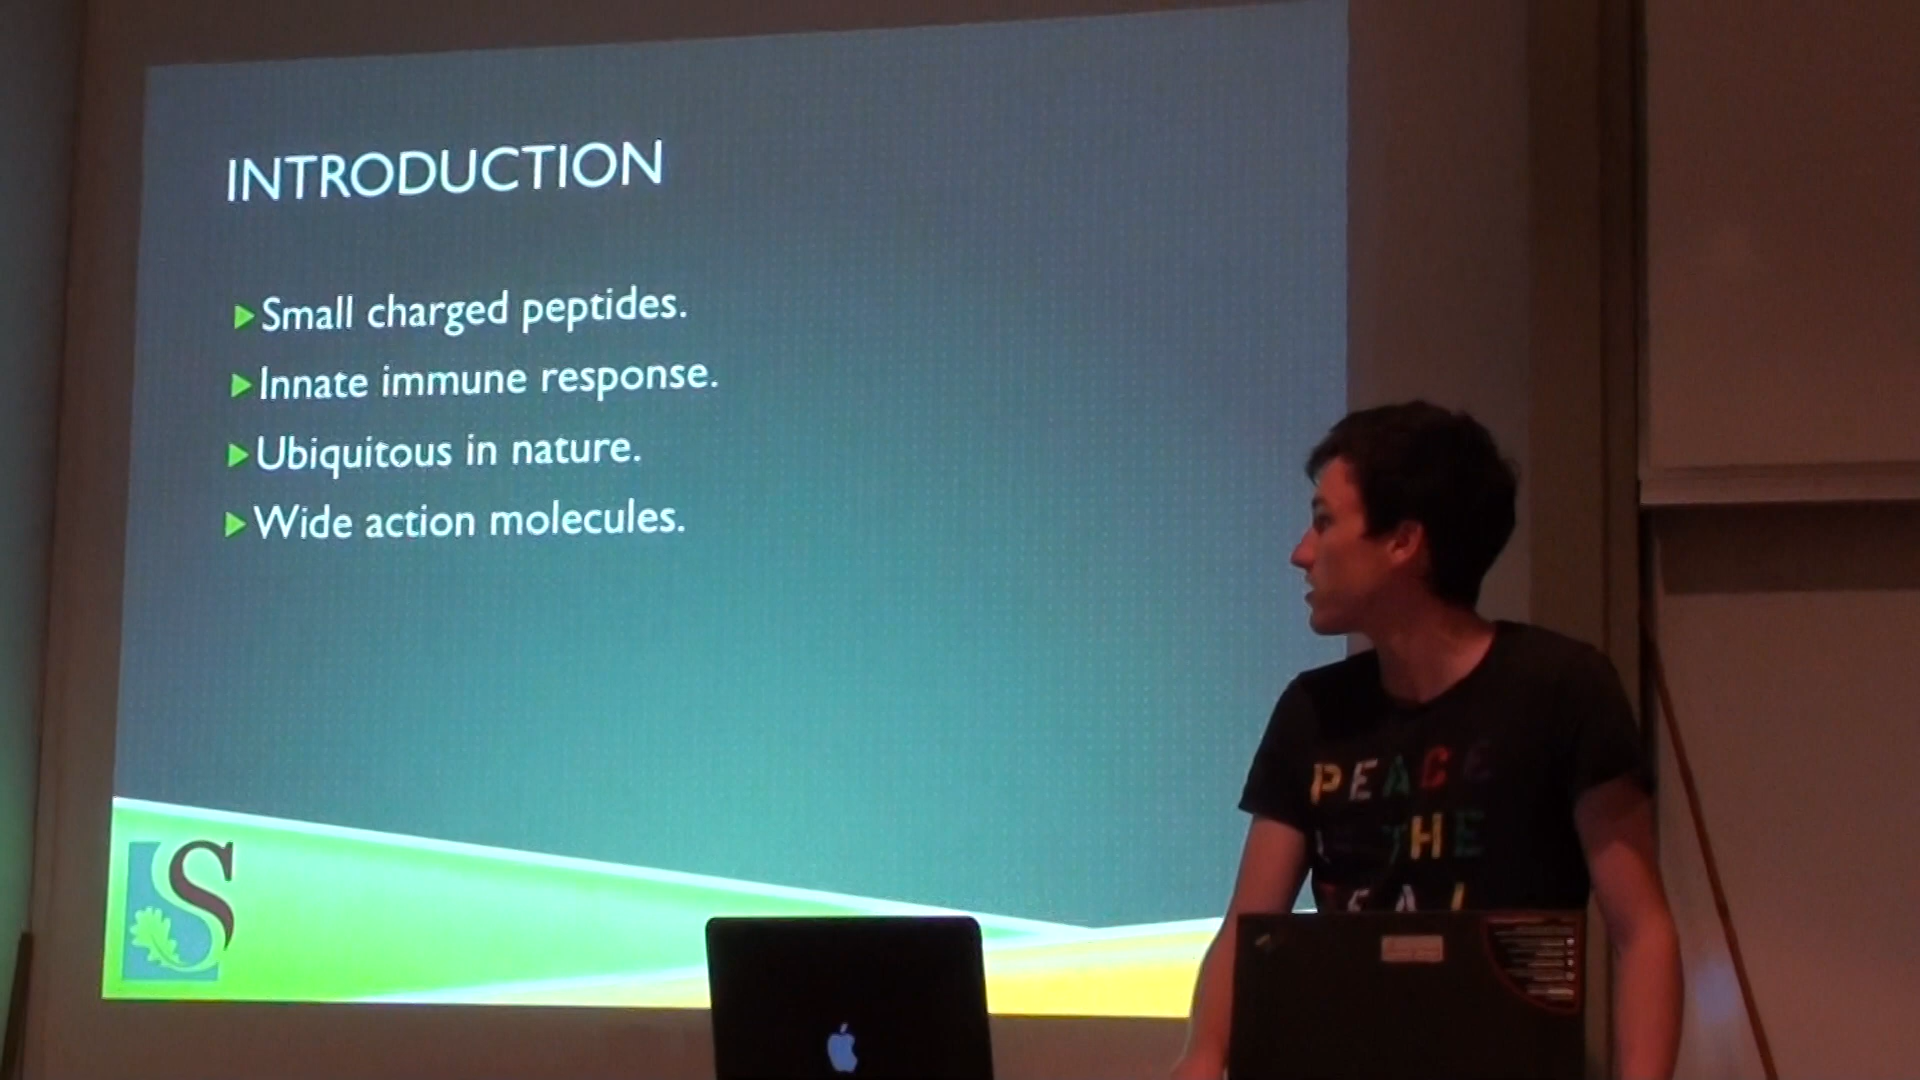 INTRODUCTION
Small charged peptides.
Innate immune response.
Ubiquitous in nature.
Wide action molecules.
S
PEACE
THE